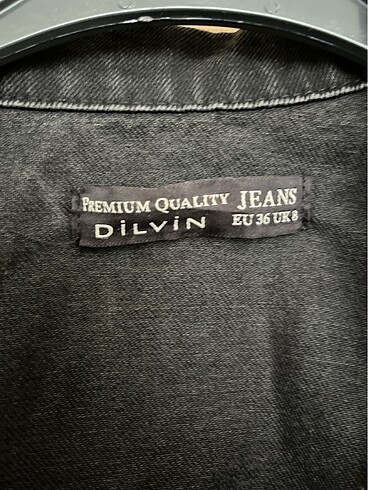 PREMIUM QUALITY JEANS
DİLVİN EU 36 UK 8